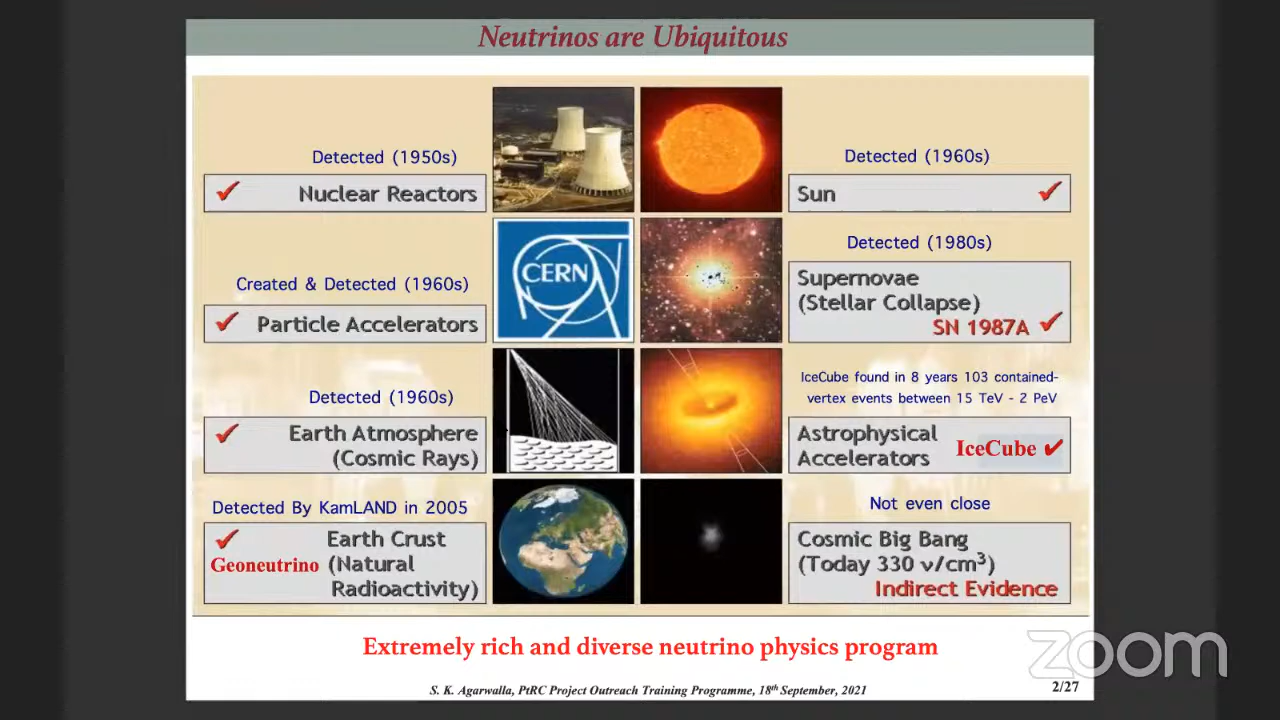 Neutrinos are Ubiquitous
Detected (1950s)
✓ Nuclear Reactors
Detected (1960s)
Sun ✓
Created & Detected (1960s)
✓ Particle Accelerators
CERN
Detected (1980s)
Supernovae
(Stellar Collapse)
SN 1987A ✓
Detected (1960s)
✓ Earth Atmosphere
(Cosmic Rays)
IceCube found in 8 years 103 contained-
vertex events between 15 TeV - 2 PeV
Astrophysical
Accelerators IceCube ✓
Detected By KamLAND in 2005
✓ Earth Crust
Geoneutrino (Natural
Radioactivity)
Not even close
Cosmic Big Bang
(Today 330 ν/cm³)
Indirect Evidence
Extremely rich and diverse neutrino physics program
S. K. Agarwalla, PtRC Project Outreach Training Programme, 18th September, 2021
2/27
zoom